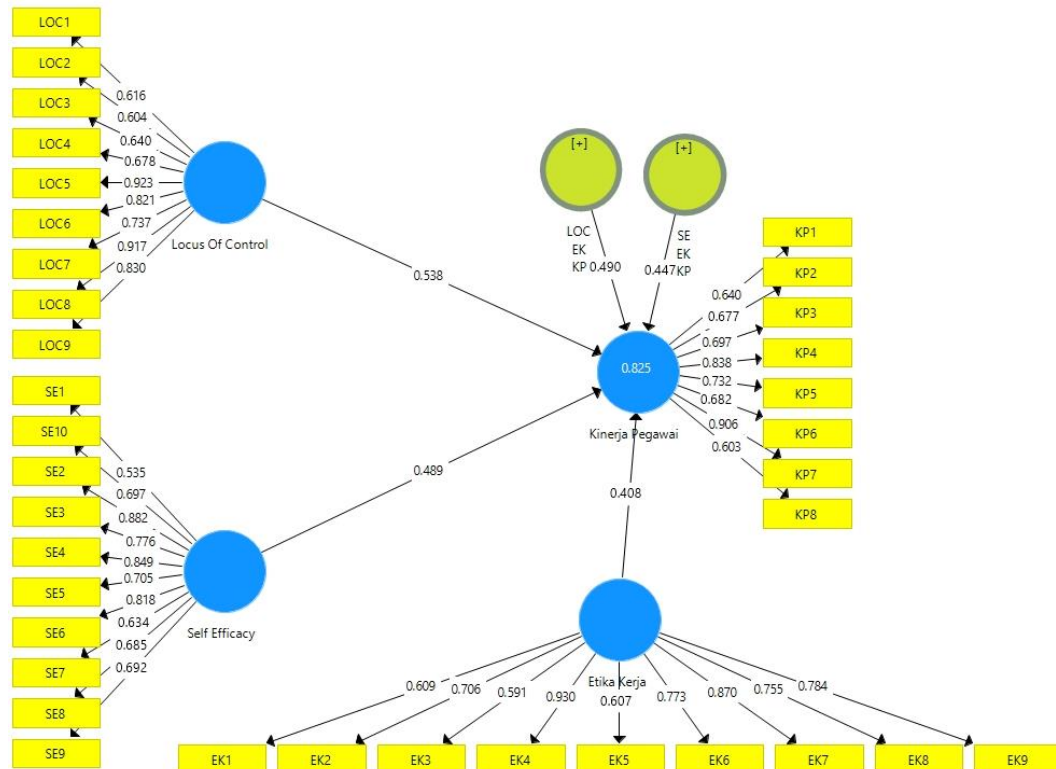 LOC1
LOC2
LOC3
LOC4
LOC5
LOC6
LOC7
LOC8
LOC9
0.616
0.604
0.640
0.678
0.923
0.821
0.737
0.917
0.830
Locus Of Control
0.538
[+]
[+]
LOC
EK
KP
0.490
SE
EK
KP
0.447
KP1
KP2
KP3
KP4
KP5
KP6
KP7
KP8
0.640
0.677
0.697
0.838
0.732
0.682
0.906
0.603
0.825
Kinerja Pegawai
SE1
SE10
SE2
SE3
SE4
SE5
SE6
SE7
SE8
SE9
0.535
0.697
0.882
0.776
0.849
0.705
0.818
0.634
0.685
0.692
Self Efficacy
0.489
0.408
Etika Kerja
0.609
0.706
0.591
0.930
0.607
0.773
0.870
0.755
0.784
EK1
EK2
EK3
EK4
EK5
EK6
EK7
EK8
EK9